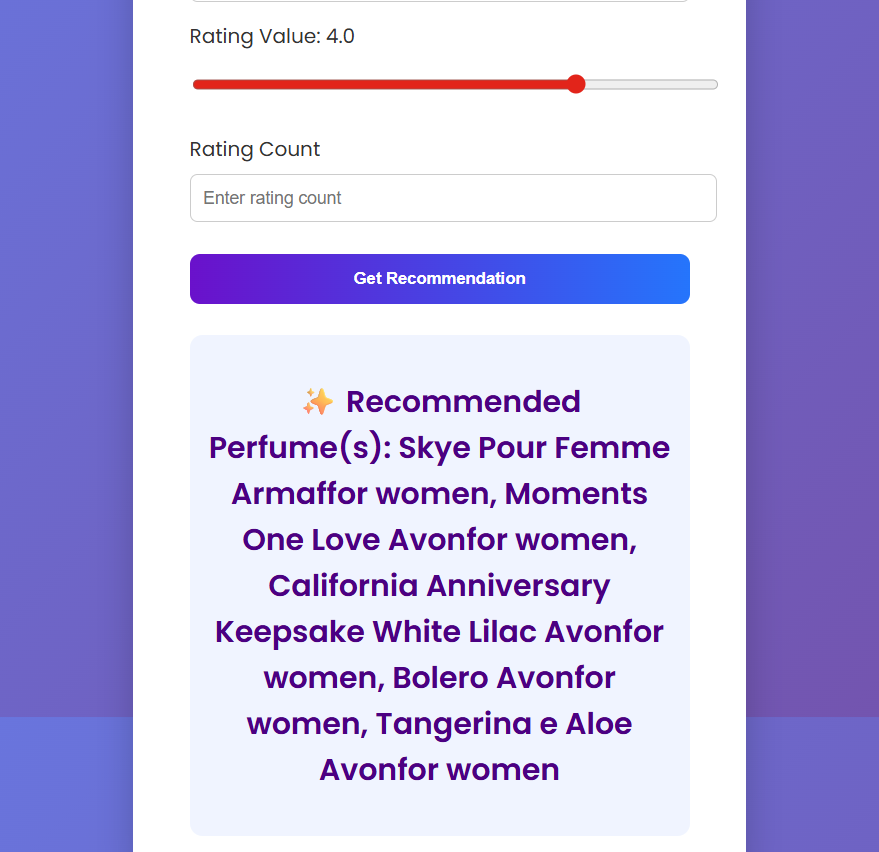 Rating Value: 4.0
Rating Count
Enter rating count
Get Recommendation
✨ Recommended
Perfume(s): Skye Pour Femme
Armaffor women, Moments
One Love Avonfor women,
California Anniversary
Keepsake White Lilac Avonfor
women, Bolero Avonfor
women, Tangerina e Aloe
Avonfor women